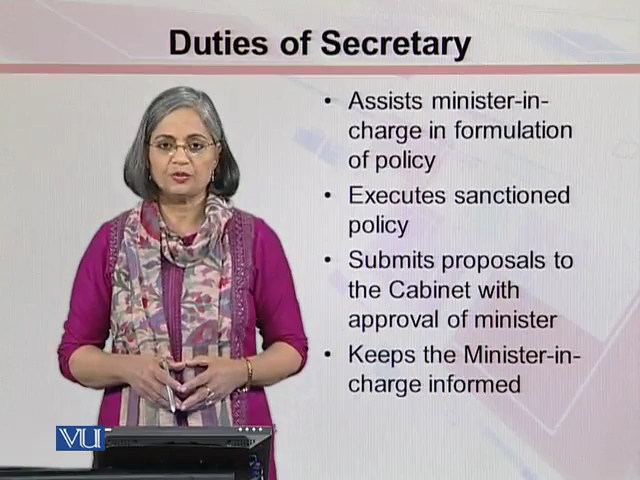 Duties of Secretary
• Assists minister-in-
charge in formulation
of policy
• Executes sanctioned
policy
• Submits proposals to
the Cabinet with
approval of minister
• Keeps the Minister-in-
charge informed
VU